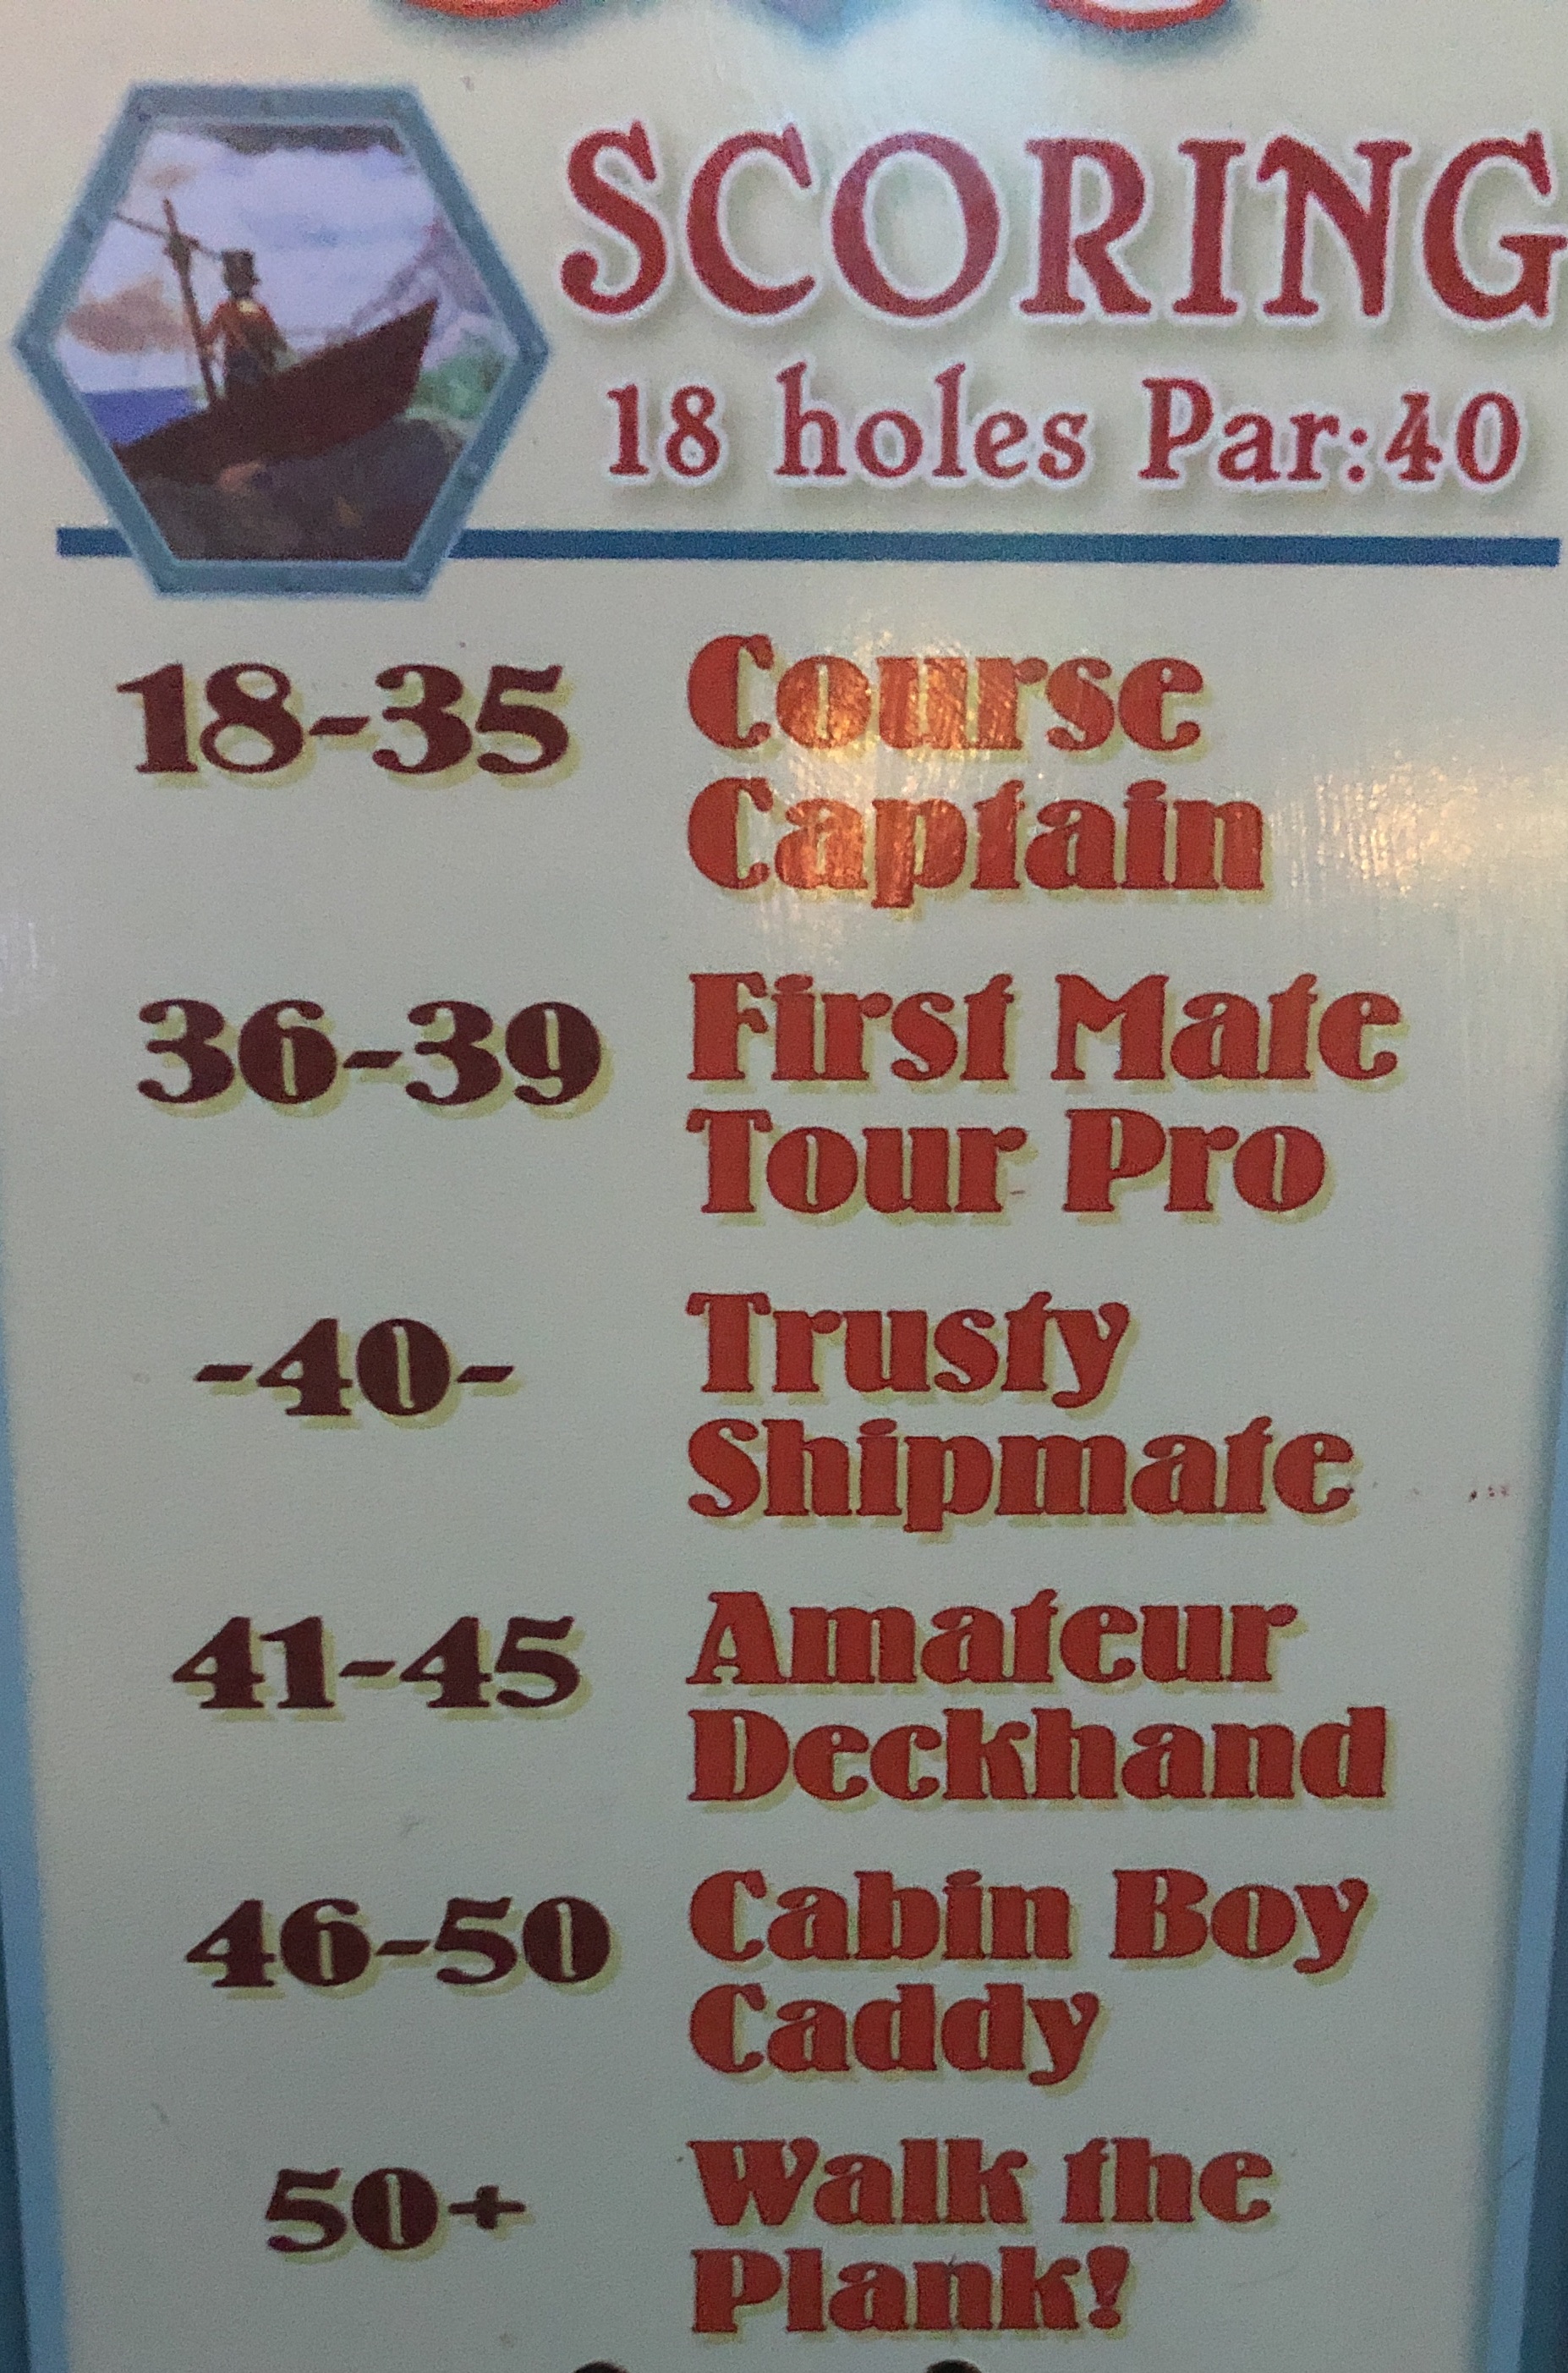 SCORING
18 holes Par:40
18-35 Course
Captain
36-39 First Mate
Tour Pro
-40- Trusty
Shipmate
41-45 Amateur
Deckhand
46-50 Cabin Boy
Caddy
50+ Walk the
Plank!